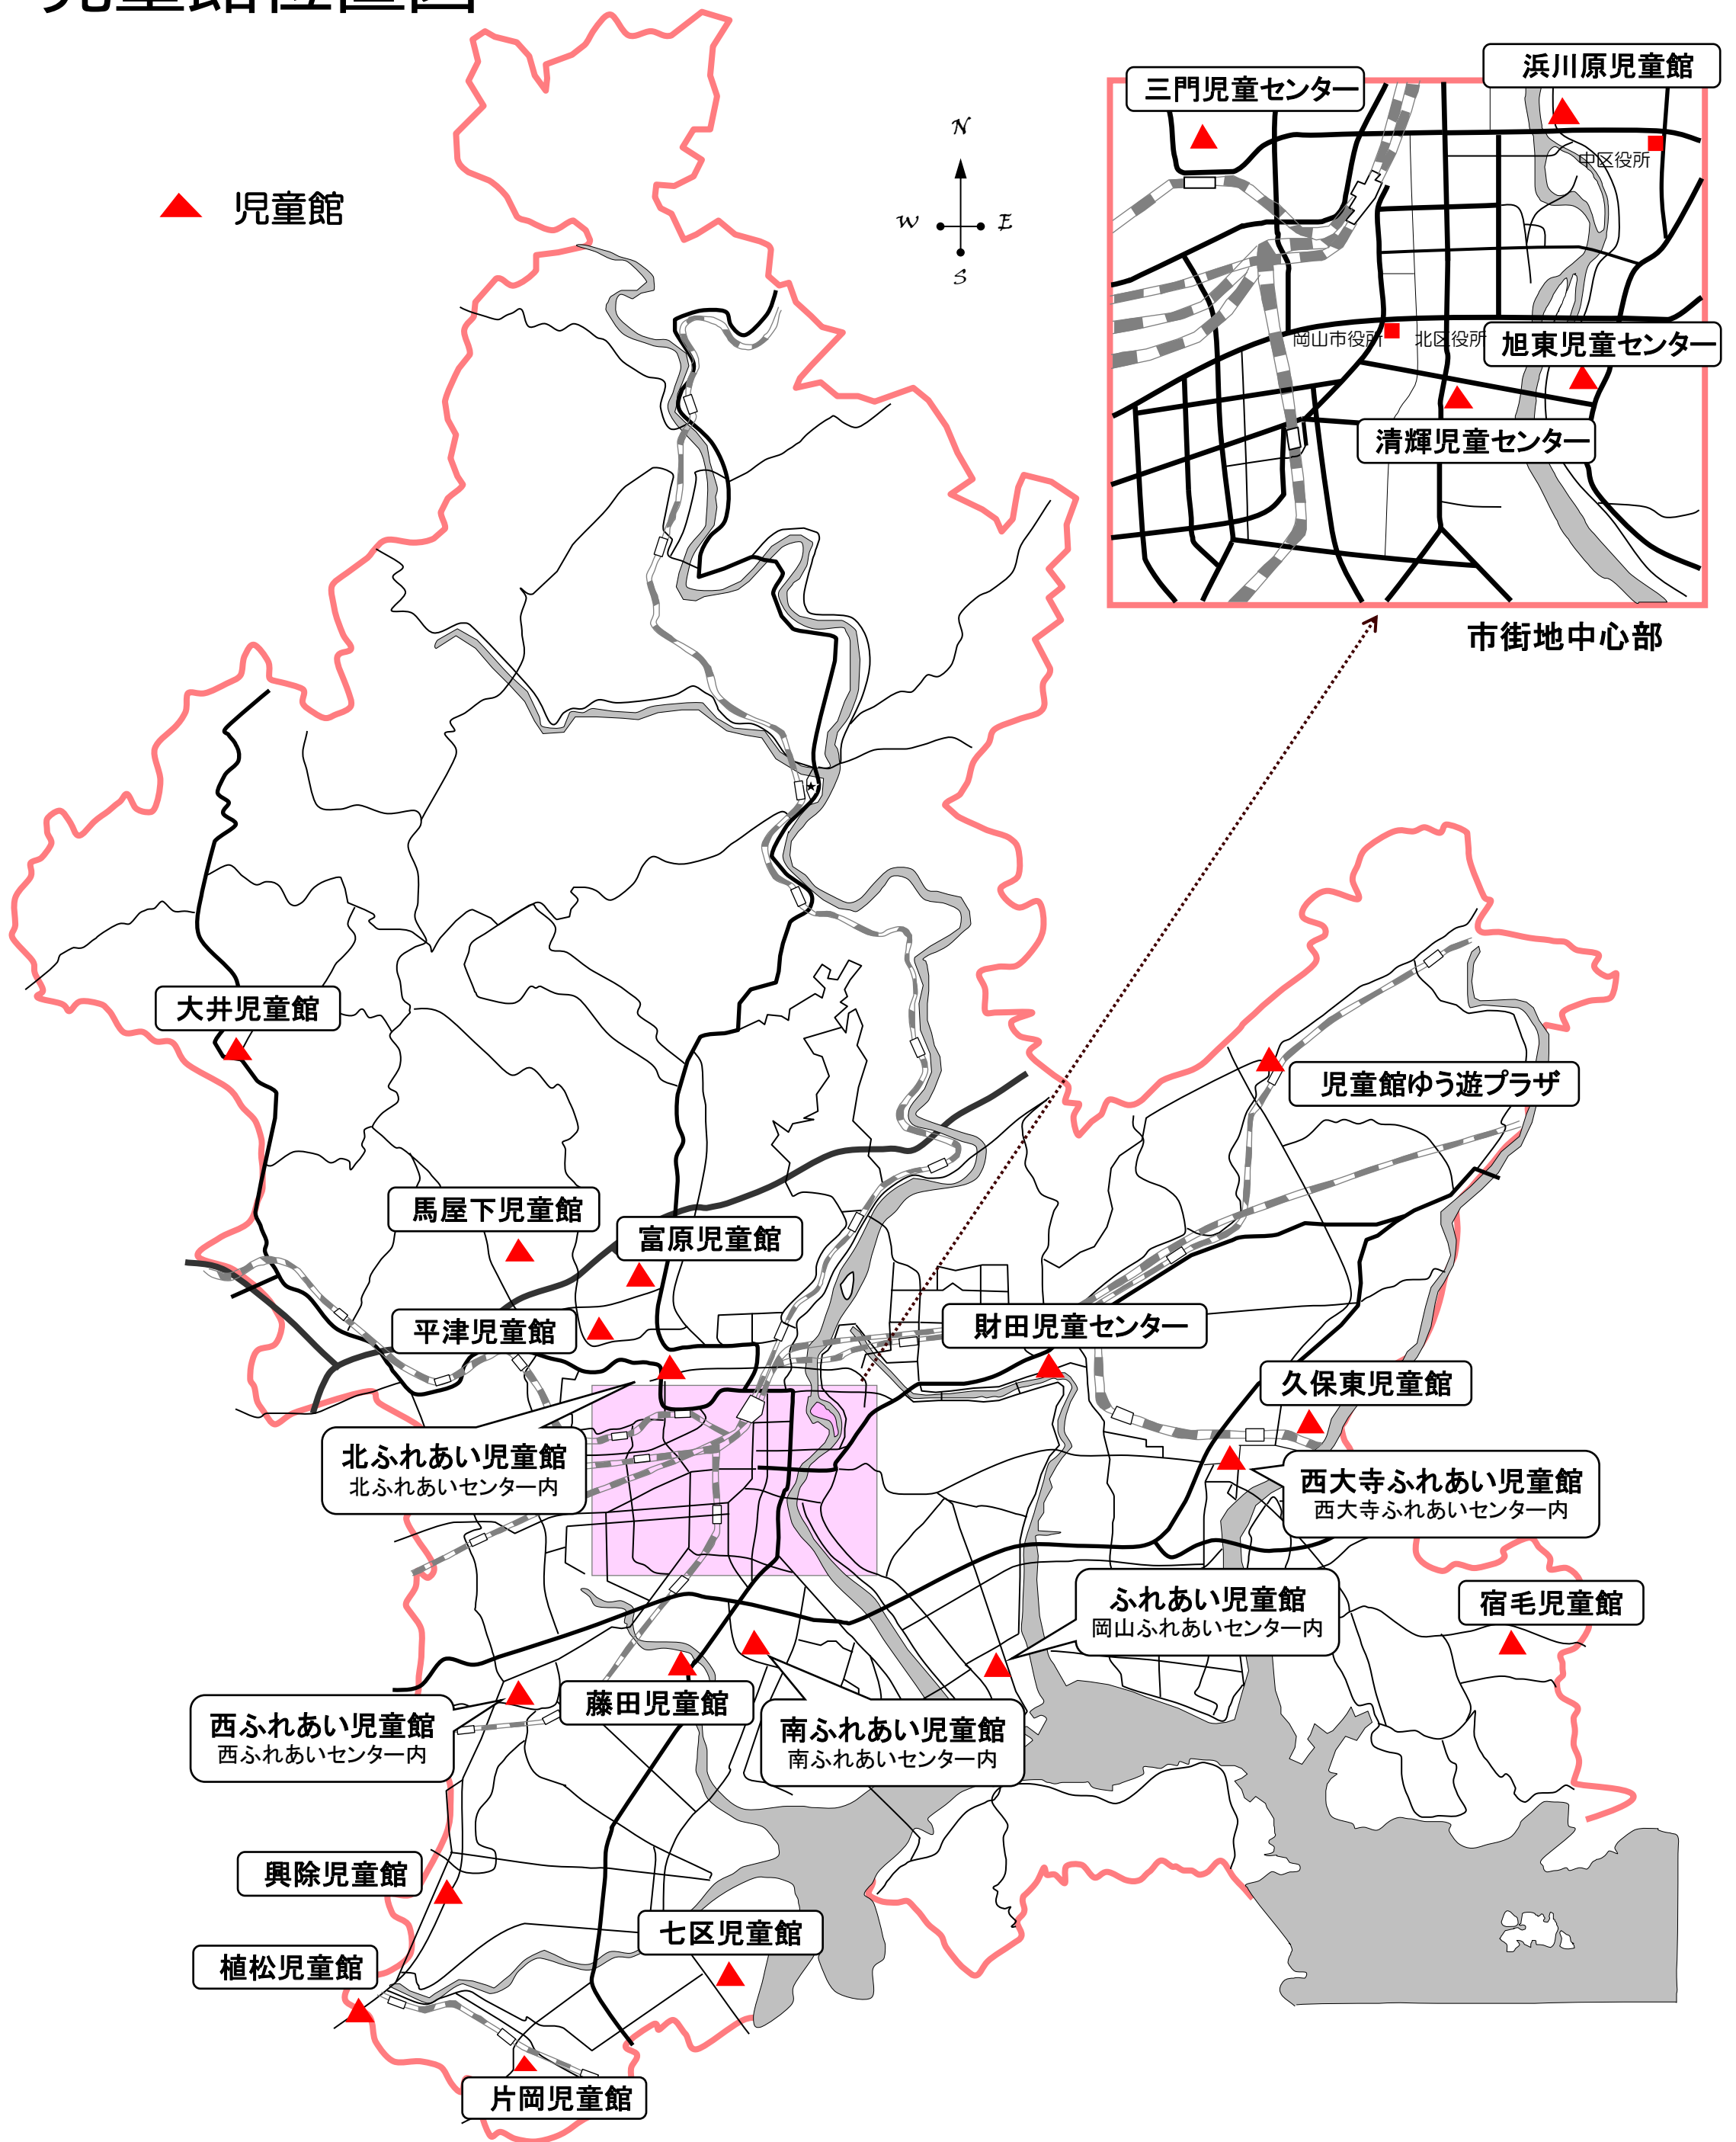 児童館位置図
児童館
N
W
E
S
三門児童センター
浜川原児童館
中区役所
岡山市役所
北区役所
旭東児童センター
清輝児童センター
市街地中心部
大井児童館
児童館ゆう遊プラザ
馬屋下児童館
富原児童館
平津児童館
財田児童センター
久保東児童館
北ふれあい児童館
北ふれあいセンター内
西大寺ふれあい児童館
西大寺ふれあいセンター内
ふれあい児童館
岡山ふれあいセンター内
宿毛児童館
藤田児童館
西ふれあい児童館
西ふれあいセンター内
南ふれあい児童館
南ふれあいセンター内
興除児童館
七区児童館
植松児童館
片岡児童館